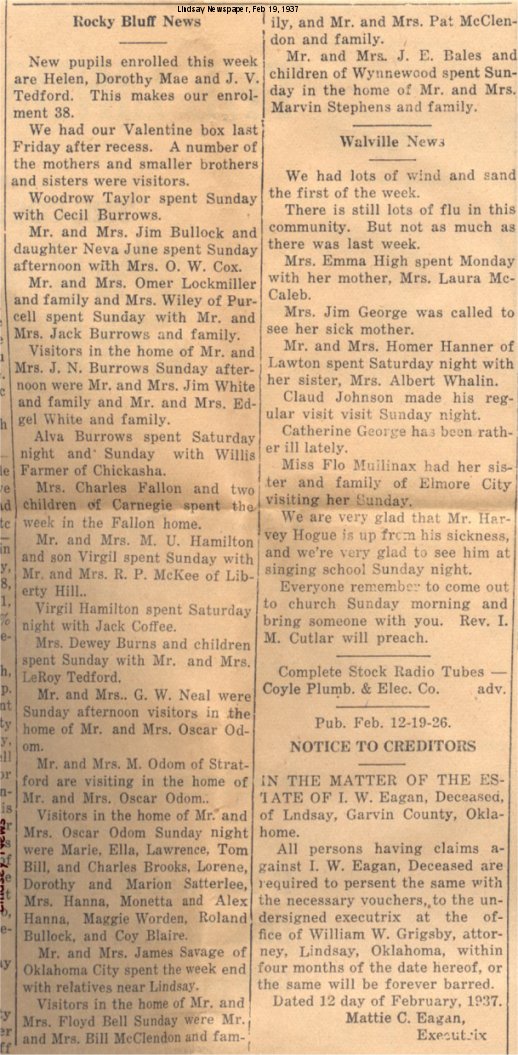 Lindsay Newspaper, Feb 19, 1937
Rocky Bluff News
New pupils enrolled this week
are Helen, Dorothy Mae and J. V.
Tedford. This makes our enrol-
ment 38.
We had our Valentine box last
Friday after recess. A number of
the mothers and smaller brothers
and sisters were visitors.
Woodrow Taylor spent Sunday
with Cecil Burrows.
Mr. and Mrs. Jim Bullock and
daughter Neva June spent Sunday
afternoon with Mrs. O. W. Cox.
Mr. and Mrs. Omer Lockmiller
and family and Mrs. Wiley of Pur-
cell spent Sunday with Mr. and
Mrs. Jack Burrows and family.
Visitors in the home of Mr. and
Mrs. J. N. Burrows Sunday after-
noon were Mr. and Mrs. Jim White
and family and Mr. and Mrs. Ed-
gel White and family.
Alva Burrows spent Saturday
night and Sunday with Willis
Farmer of Chickasha.
Mrs. Charles Fallon and two
children of Carnegie spent the
week in the Fallon home.
Mr. and Mrs. M. U. Hamilton
and son Virgil spent Sunday with
Mr. and Mrs. R. P. McKee of Lib-
erty Hill..
Virgil Hamilton spent Saturday
night with Jack Coffee.
Mrs. Dewey Burns and children
spent Sunday with Mr. and Mrs.
LeRoy Tedford.
Mr. and Mrs.. G. W. Neal were
Sunday afternoon visitors in the
home of Mr. and Mrs. Oscar Od-
om.
Mr. and Mrs. M. Odom of Strat-
ford are visiting in the home of
Mr. and Mrs. Oscar Odom..
Visitors in the home of Mr. and
Mrs. Oscar Odom Sunday night
were Marie, Ella, Lawrence, Tom
Bill, and Charles Brooks, Lorene,
Dorothy and Marion Satterlee,
Mrs. Hanna, Monetta and Alex
Hanna, Maggie Worden, Roland
Bullock, and Coy Blaire.
Mr. and Mrs. James Savage of
Oklahoma City spent the week end
with relatives near Lindsay.
Visitors in the home of Mr. and
Mrs. Floyd Bell Sunday were Mr.
and Mrs. Bill McClendon and fam-
ily, and Mr. and Mrs. Pat McClen-
don and family.
Mr. and Mrs. J. E. Bales and
children of Wynnewood spent Sun-
day in the home of Mr. and Mrs.
Marvin Stephens and family.
Walville News
We had lots of wind and sand
the first of the week.
There is still lots of flu in this
community. But not as much as
there was last week.
Mrs. Emma High spent Monday
with her mother, Mrs. Laura Mc-
Caleb.
Mrs. Jim George was called to
see her sick mother.
Mr. and Mrs. Homer Hanner of
Lawton spent Saturday night with
her sister, Mrs. Albert Whalin.
Claud Johnson made his reg-
ular visit visit Sunday night.
Catherine George has been rath-
er ill lately.
Miss Flo Mullinax had her sis-
ter and family of Elmore City
visiting her Sunday.
We are very glad that Mr. Har-
vey Hogue is up from his sickness,
and we're very glad to see him at
singing school Sunday night.
Everyone remember to come out
to church Sunday morning and
bring someone with you. Rev. I.
M. Cutlar will preach.
Complete Stock Radio Tubes —
Coyle Plumb. & Elec. Co. adv.
Pub. Feb. 12-19-26.
NOTICE TO CREDITORS
IN THE MATTER OF THE ES-
TATE OF I. W. Eagan, Deceased,
of Lndsay, Garvin County, Okla-
home.
All persons having claims a-
gainst I. W. Eagan, Deceased are
required to persent the same with
the necessary vouchers, to the un-
dersigned executrix at the of-
fice of William W. Grigsby, attor-
ney, Lindsay, Oklahoma, within
four months of the date hereof, or
the same will be forever barred.
Dated 12 day of February, 1937.
Mattie C. Eagan,
Executrix